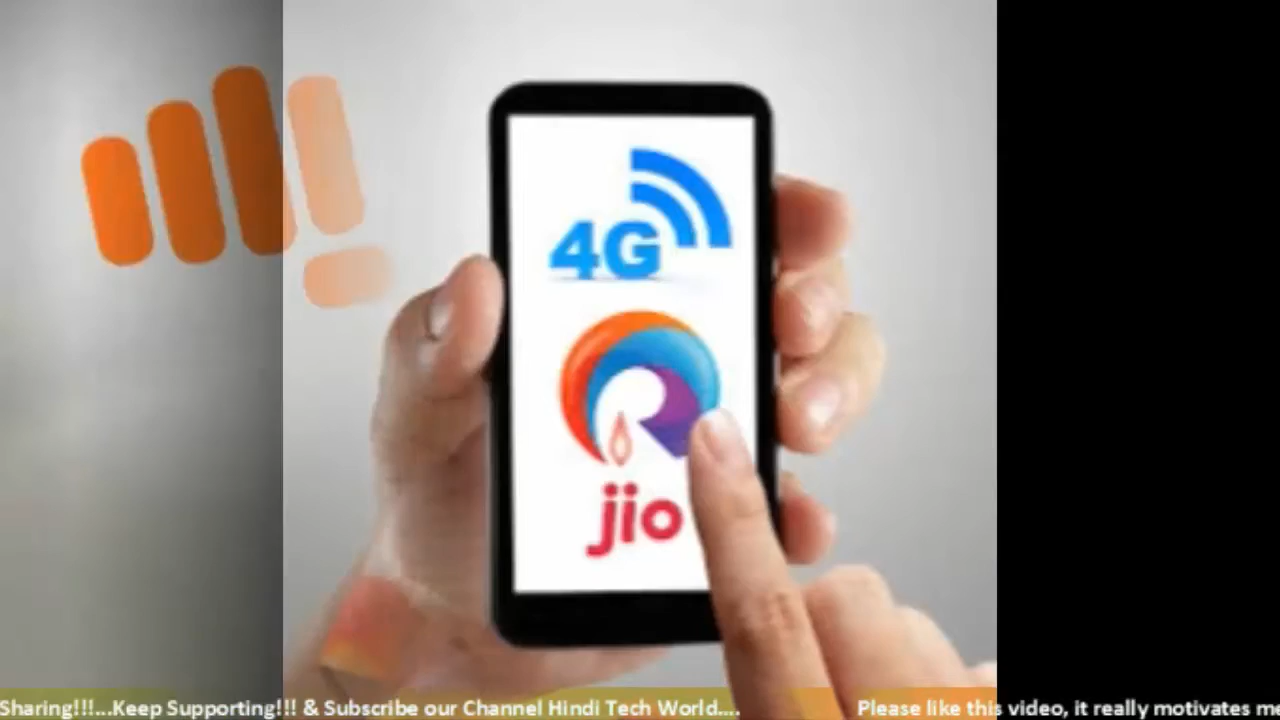 4G
jio
Sharing!!!...Keep Supporting!!! & Subscribe our Channel Hindi Tech World.... Please like this video, it really motivates me